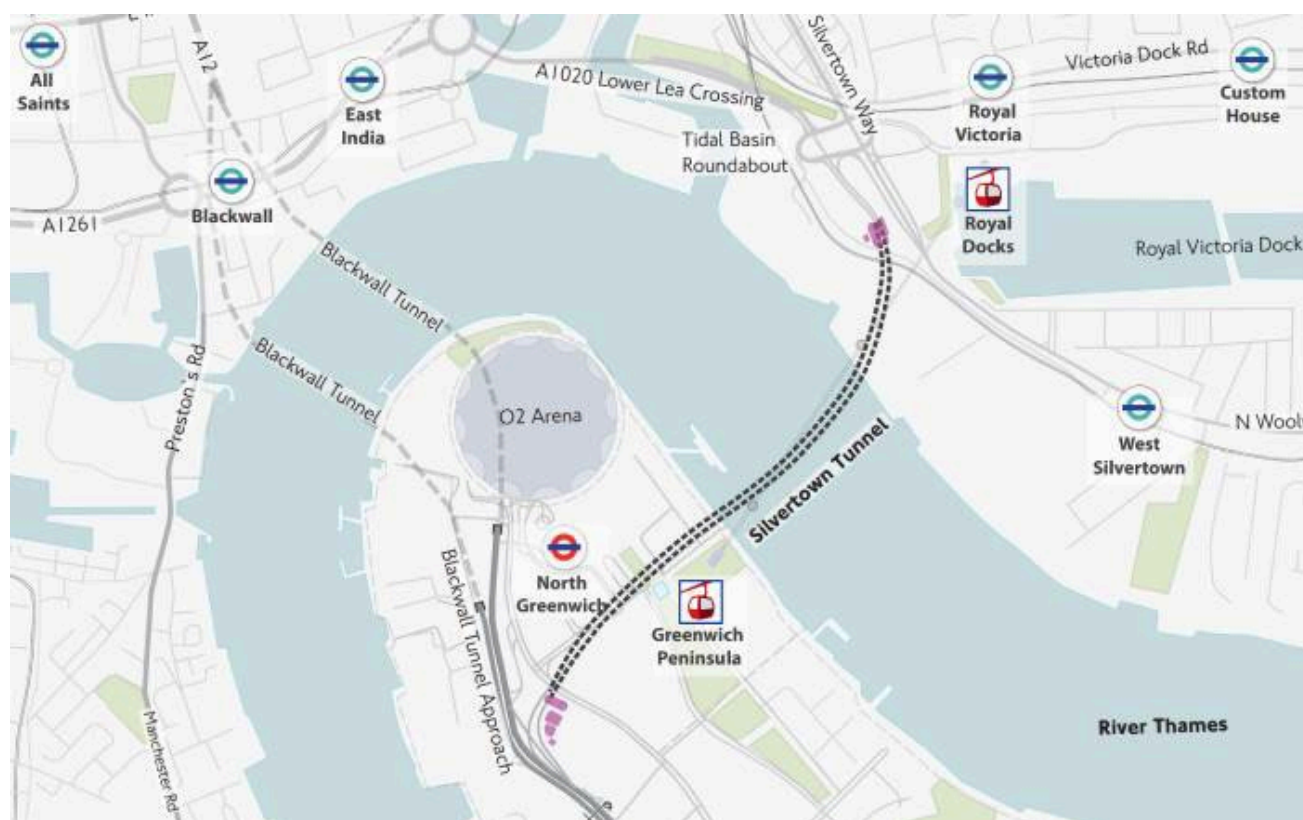 A12
Silvertown Way
All
Saints
East
India
A1020 Lower Lea Crossing
Victoria Dock Rd
Royal
Victoria
Custom
House
Tidal Basin
Roundabout
Blackwall
A1261
Royal
Docks
Royal Victoria Dock
Blackwall Tunnel
Blackwall Tunnel
Preston's Rd
O2 Arena
West
Silvertown
N Wool
Silvertown Tunnel
North
Greenwich
Blackwall Tunnel Approach
Greenwich
Peninsula
Manchester Rd
River Thames